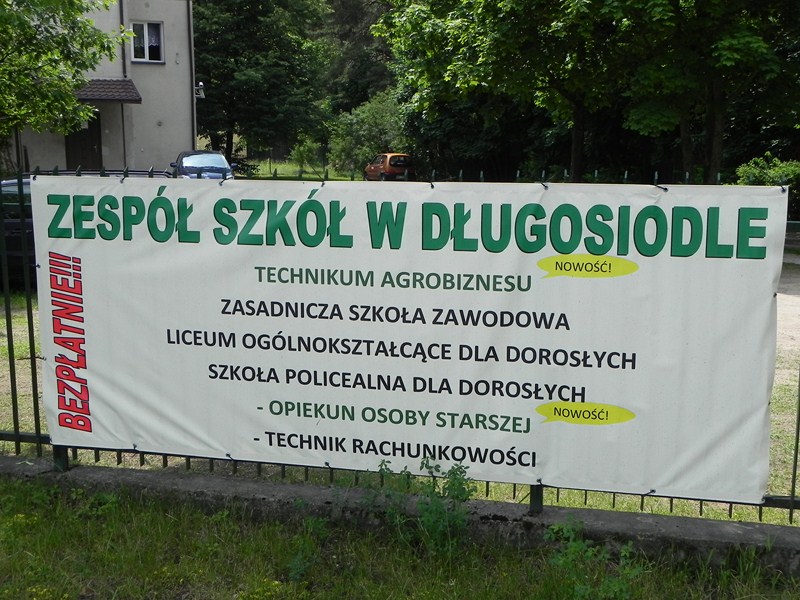 ZESPÓŁ SZKÓŁ W DŁUGOSIODLE
BEZPŁATNIE!!!
TECHNIKUM AGROBIZNESU
NOWOŚĆ!
ZASADNICZA SZKOŁA ZAWODOWA
LICEUM OGÓLNOKSZTAŁCĄCE DLA DOROSŁYCH
SZKOŁA POLICEALNA DLA DOROSŁYCH
- OPIEKUN OSOBY STARSZEJ
NOWOŚĆ!
- TECHNIK RACHUNKOWOŚCI